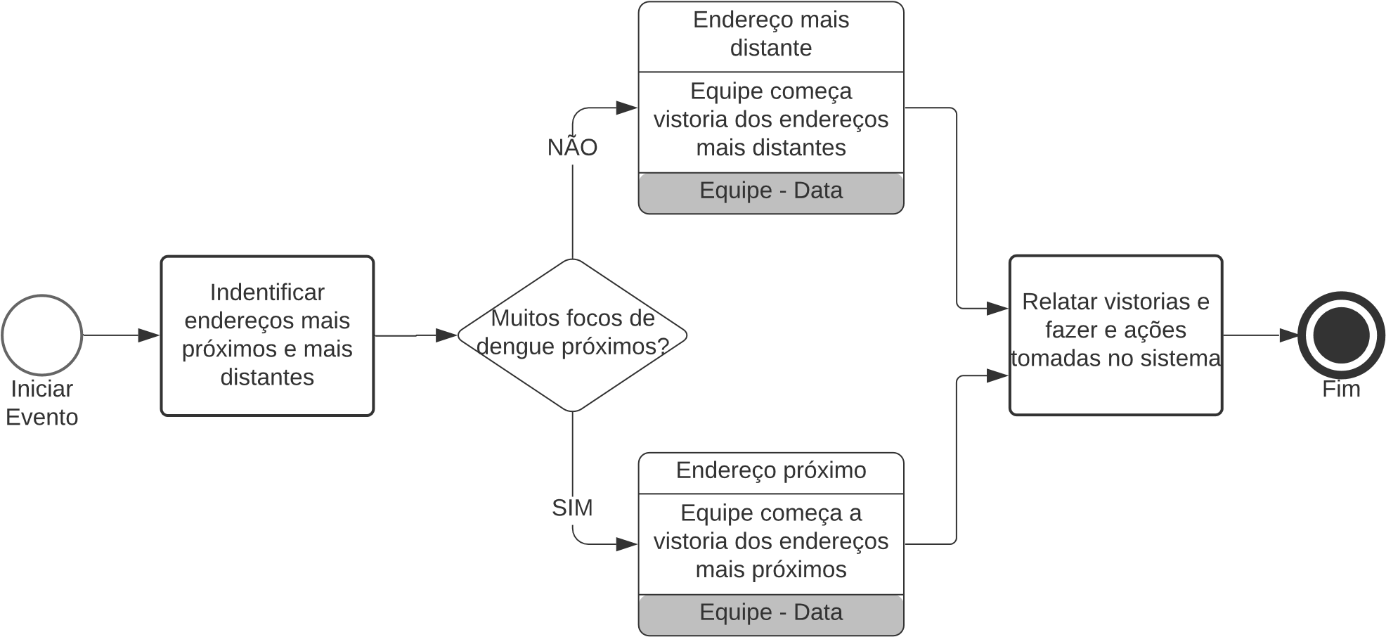 Iniciar
Evento
Indentificar
endereços mais
próximos e mais
distantes
Muitos focos de
dengue próximos?
NÃO
Endereço mais
distante
Equipe começa
vistoria dos endereços
mais distantes
Equipe - Data
SIM
Endereço próximo
Equipe começa a
vistoria dos endereços
mais próximos
Equipe - Data
Relatar vistorias e
fazer e ações
tomadas no sistema
Fim